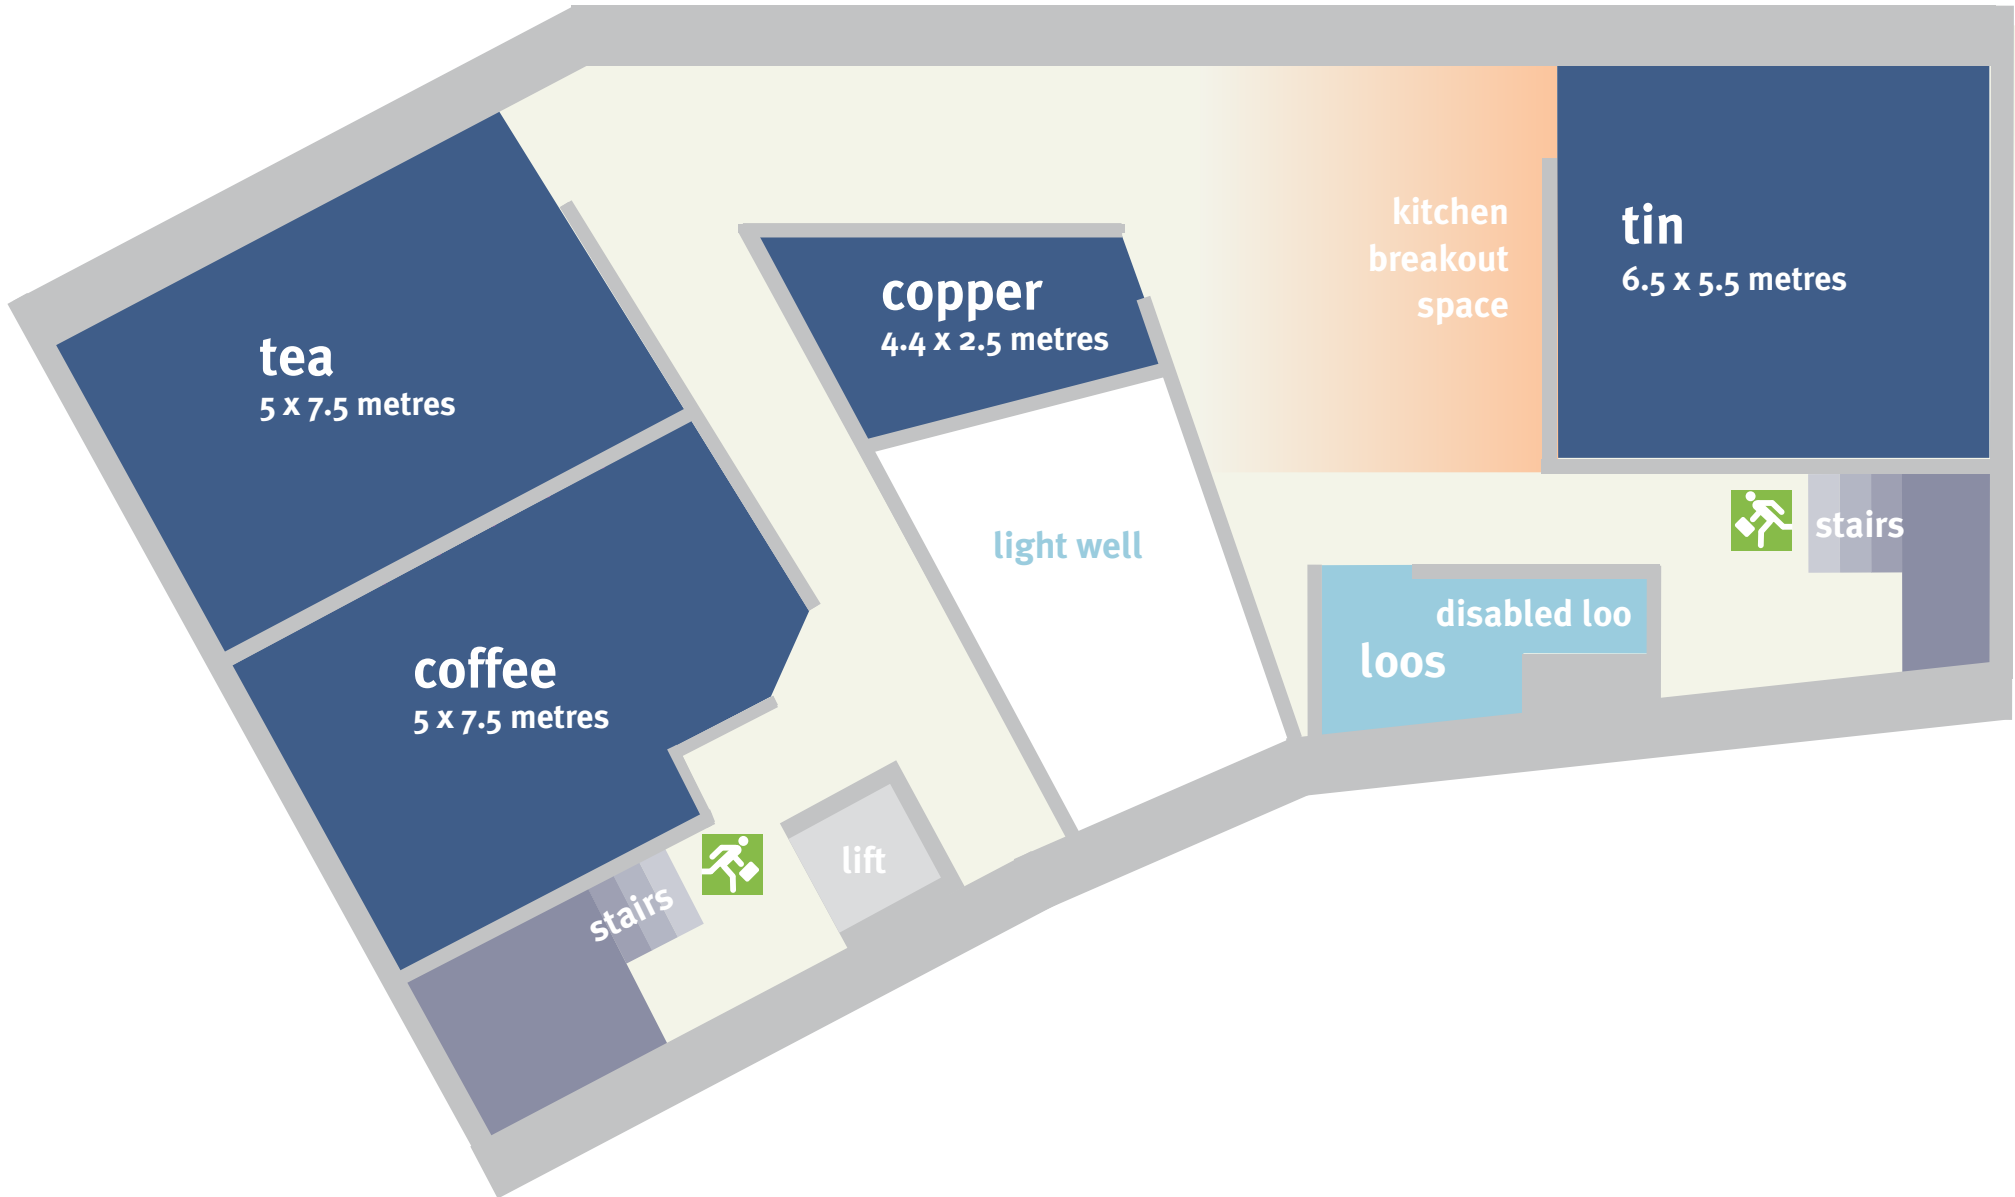 tea
5 x 7.5 metres
copper
4.4 x 2.5 metres
kitchen
breakout
space
tin
6.5 x 5.5 metres
light well
stairs
disabled loo
loos
coffee
5 x 7.5 metres
lift
stairs